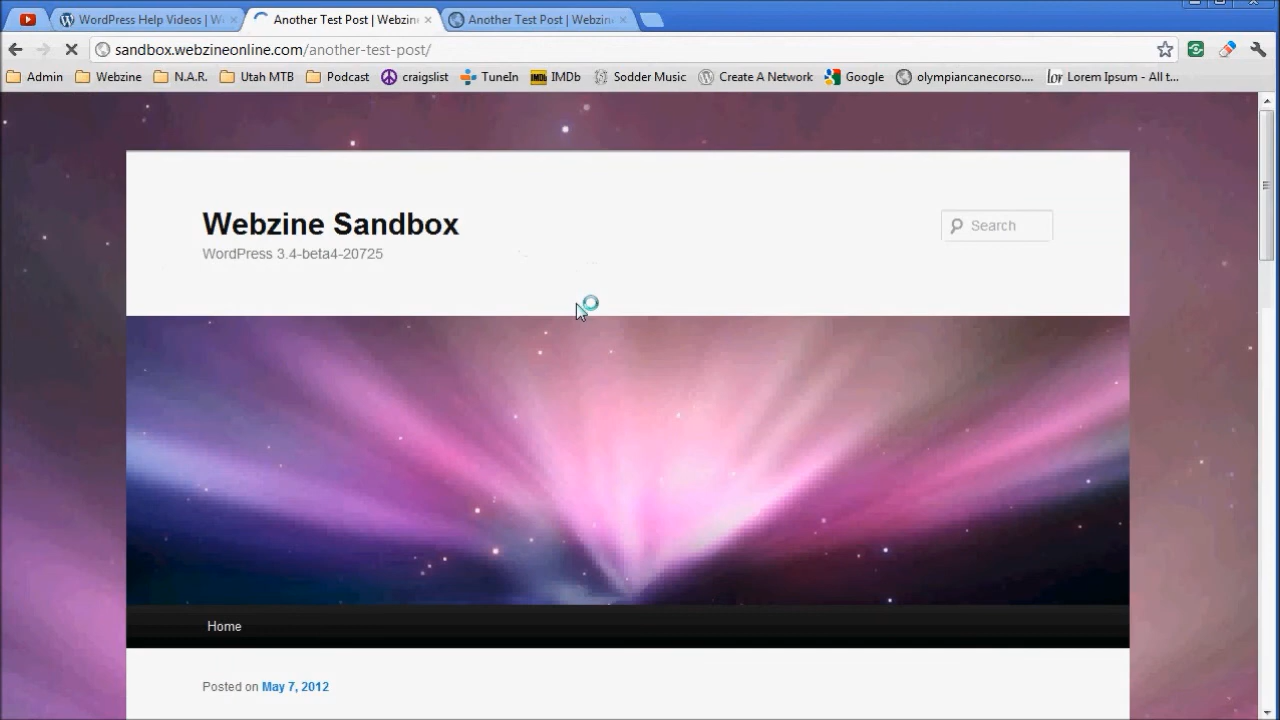 WordPress Help Videos | W
Another Test Post | Webzine
Another Test Post | Webzin
sandbox.webzineonline.com/another-test-post/
Admin Webzine N.A.R. Utah MTB Podcast craigslist TuneIn IMDb Sodder Music Create A Network Google olympiancanecorso.... Lorem Ipsum - All t...
Webzine Sandbox
WordPress 3.4-beta4-20725
Search
Home
Posted on May 7, 2012